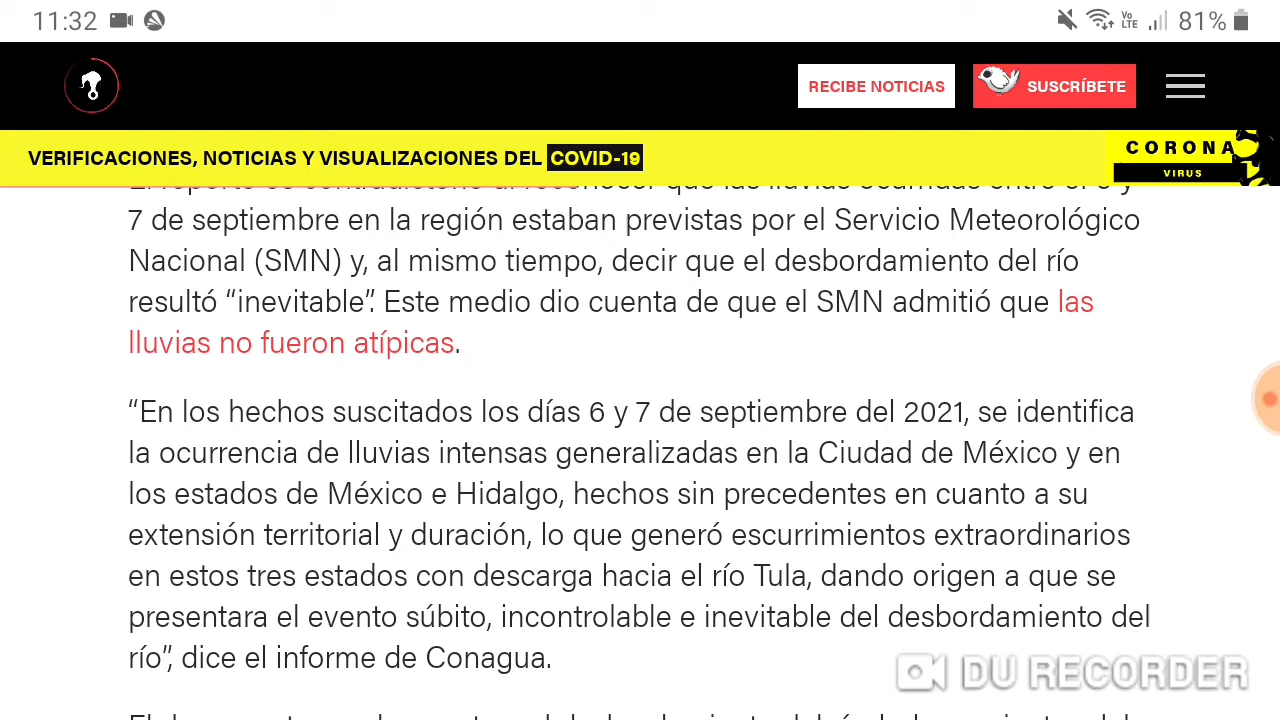 11:32
Vo
LTE
81%
RECIBE NOTICIAS
SUSCRÍBETE
VERIFICACIONES, NOTICIAS Y VISUALIZACIONES DEL COVID-19
CORONA
VIRUS
7 de septiembre en la región estaban previstas por el Servicio Meteorológico
Nacional (SMN) y, al mismo tiempo, decir que el desbordamiento del río
resultó “inevitable”. Este medio dio cuenta de que el SMN admitió que las
lluvias no fueron atípicas.
“En los hechos suscitados los días 6 y 7 de septiembre del 2021, se identifica
la ocurrencia de lluvias intensas generalizadas en la Ciudad de México y en
los estados de México e Hidalgo, hechos sin precedentes en cuanto a su
extensión territorial y duración, lo que generó escurrimientos extraordinarios
en estos tres estados con descarga hacia el río Tula, dando origen a que se
presentara el evento súbito, incontrolable e inevitable del desbordamiento del
río”, dice el informe de Conagua.
DU RECORDER